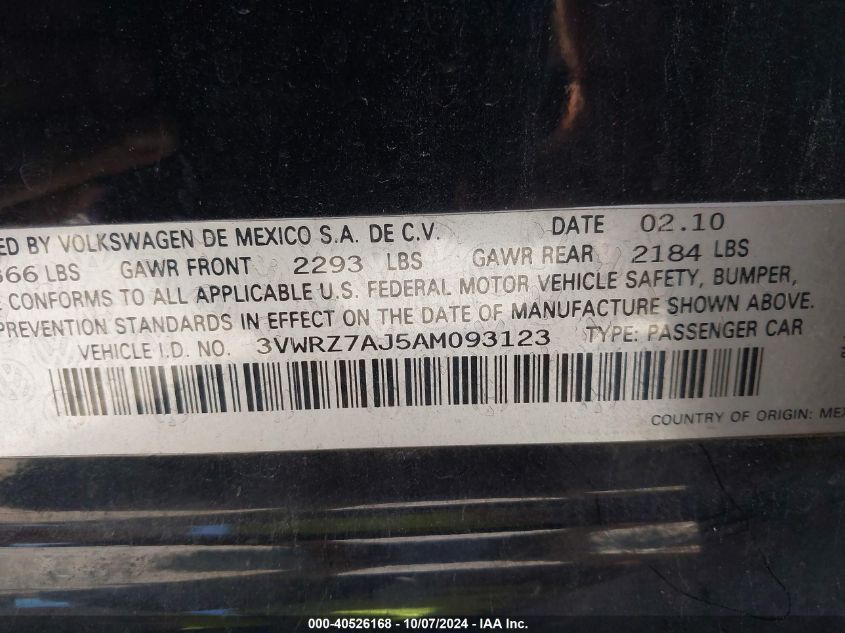 BY VOLKSWAGEN DE MEXICO S.A. DE C.V. DATE 02.10
LBS GAWR FRONT 2293 LBS GAWR REAR 2184 LBS
CONFORMS TO ALL APPLICABLE U.S. FEDERAL MOTOR VEHICLE SAFETY, BUMPER,
PREVENTION STANDARDS IN EFFECT ON THE DATE OF MANUFACTURE SHOWN ABOVE.
VEHICLE I.D. NO. 3VWRZ7AJ5AM093123 TYPE: PASSENGER CAR
COUNTRY OF ORIGIN: MEX
000-40526168 - 10/07/2024 - IAA Inc.